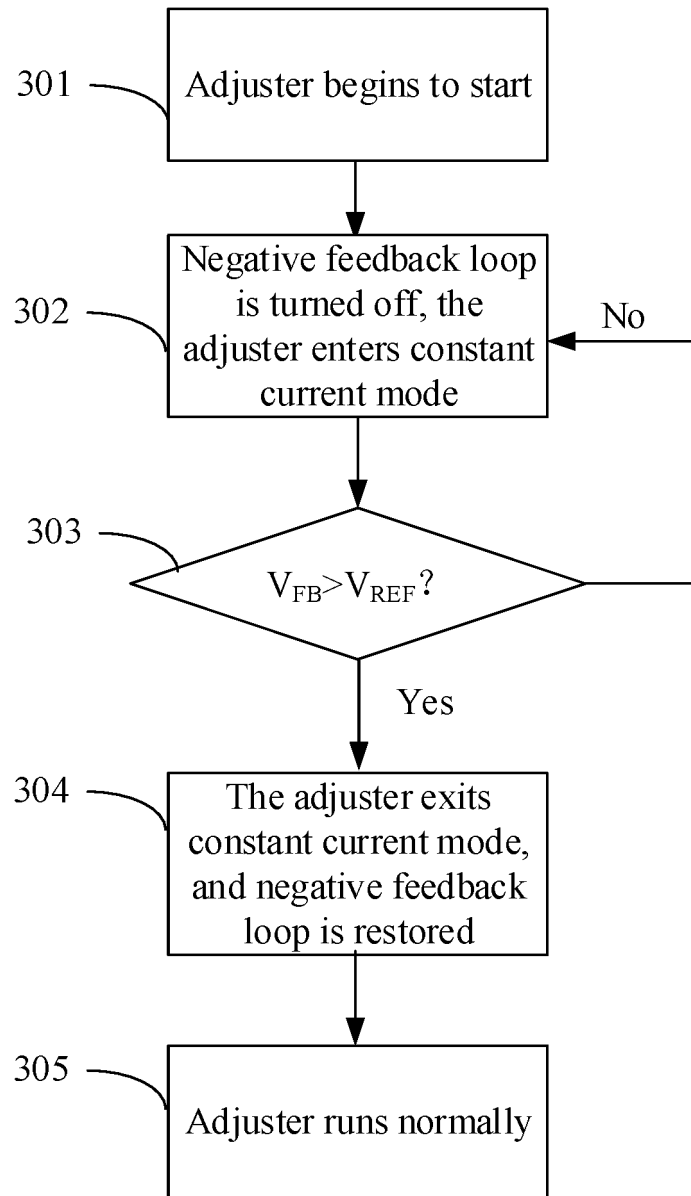 301
Adjuster begins to start
302
Negative feedback loop
is turned off, the
adjuster enters constant
current mode
No
303
V_FB>V_REF?
Yes
304
The adjuster exits
constant current mode,
and negative feedback
loop is restored
305
Adjuster runs normally